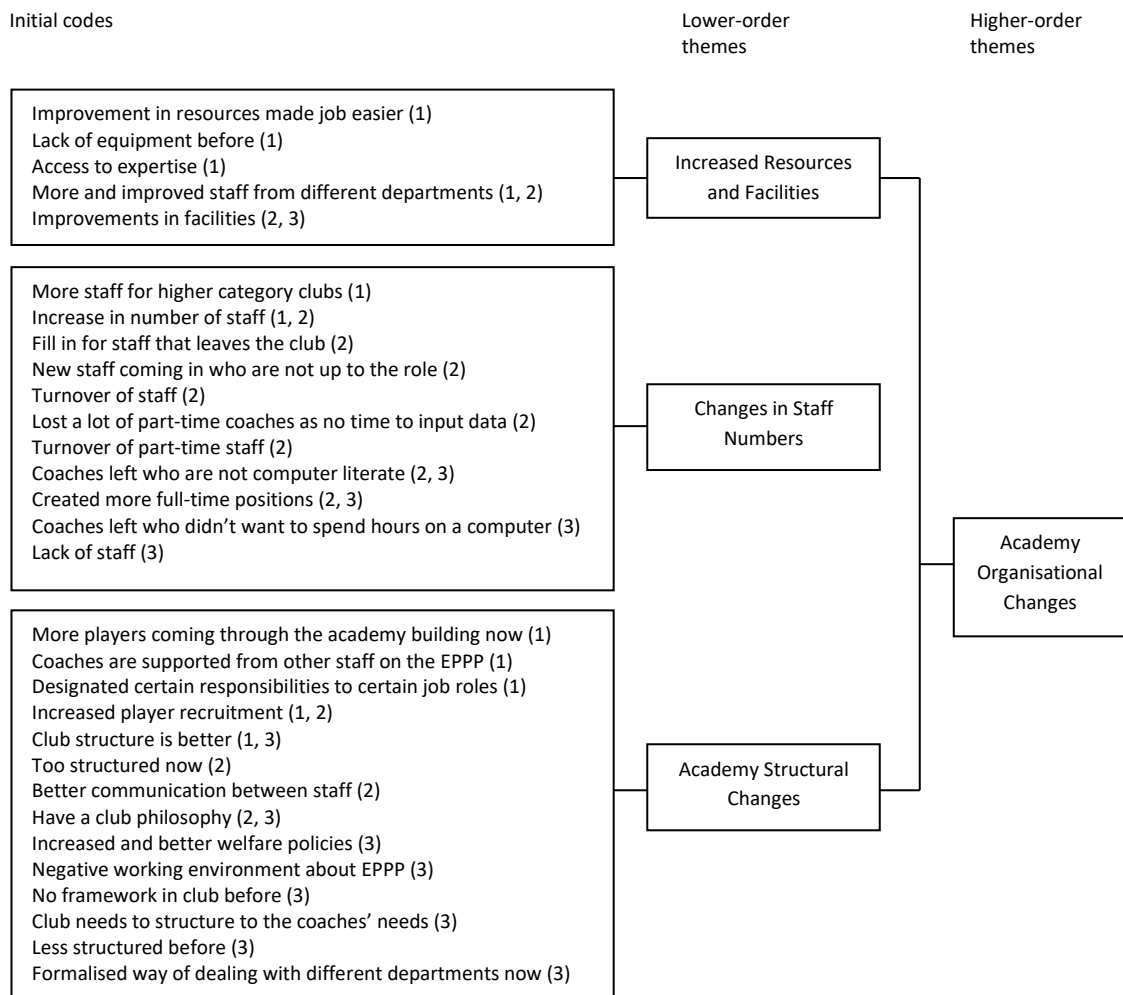 Initial codes
Lower-order
themes
Higher-order
themes
Improvement in resources made job easier (1)
Lack of equipment before (1)
Access to expertise (1)
More and improved staff from different departments (1, 2)
Improvements in facilities (2, 3)
Increased Resources
and Facilities
More staff for higher category clubs (1)
Increase in number of staff (1, 2)
Fill in for staff that leaves the club (2)
New staff coming in who are not up to the role (2)
Turnover of staff (2)
Lost a lot of part-time coaches as no time to input data (2)
Turnover of part-time staff (2)
Coaches left who are not computer literate (2, 3)
Created more full-time positions (2, 3)
Coaches left who didn’t want to spend hours on a computer (3)
Lack of staff (3)
Changes in Staff
Numbers
Academy
Organisational
Changes
More players coming through the academy building now (1)
Coaches are supported from other staff on the EPPP (1)
Designated certain responsibilities to certain job roles (1)
Increased player recruitment (1, 2)
Club structure is better (1, 3)
Too structured now (2)
Better communication between staff (2)
Have a club philosophy (2, 3)
Increased and better welfare policies (3)
Negative working environment about EPPP (3)
No framework in club before (3)
Club needs to structure to the coaches’ needs (3)
Less structured before (3)
Formalised way of dealing with different departments now (3)
Academy Structural
Changes